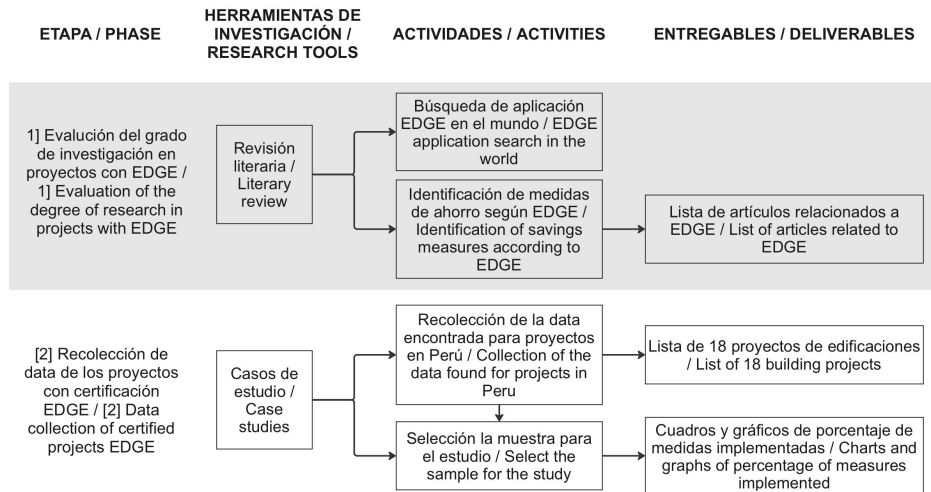 ETAPA / PHASE
HERRAMIENTAS DE
INVESTIGACIÓN /
RESEARCH TOOLS
ACTIVIDADES / ACTIVITIES
ENTREGABLES / DELIVERABLES
1] Evalución del grado
de investigación en
proyectos con EDGE /
1] Evaluation of the
degree of research in
projects with EDGE
Revisión
literaria /
Literary
review
Búsqueda de aplicación
EDGE en el mundo / EDGE
application search in the
world
Identificación de medidas
de ahorro según EDGE /
Identification of savings
measures according to
EDGE
Lista de artículos relacionados a
EDGE / List of articles related to
EDGE
[2] Recolección de
data de los proyectos
con certificación
EDGE / [2] Data
collection of certified
projects EDGE
Casos de
estudio /
Case
studies
Recolección de la data
encontrada para proyectos
en Perú / Collection of the
data found for projects in
Peru
Lista de 18 proyectos de edificaciones
/ List of 18 building projects
Selección la muestra para
el estudio / Select the
sample for the study
Cuadros y gráficos de porcentaje de
medidas implementadas / Charts and
graphs of percentage of measures
implemented